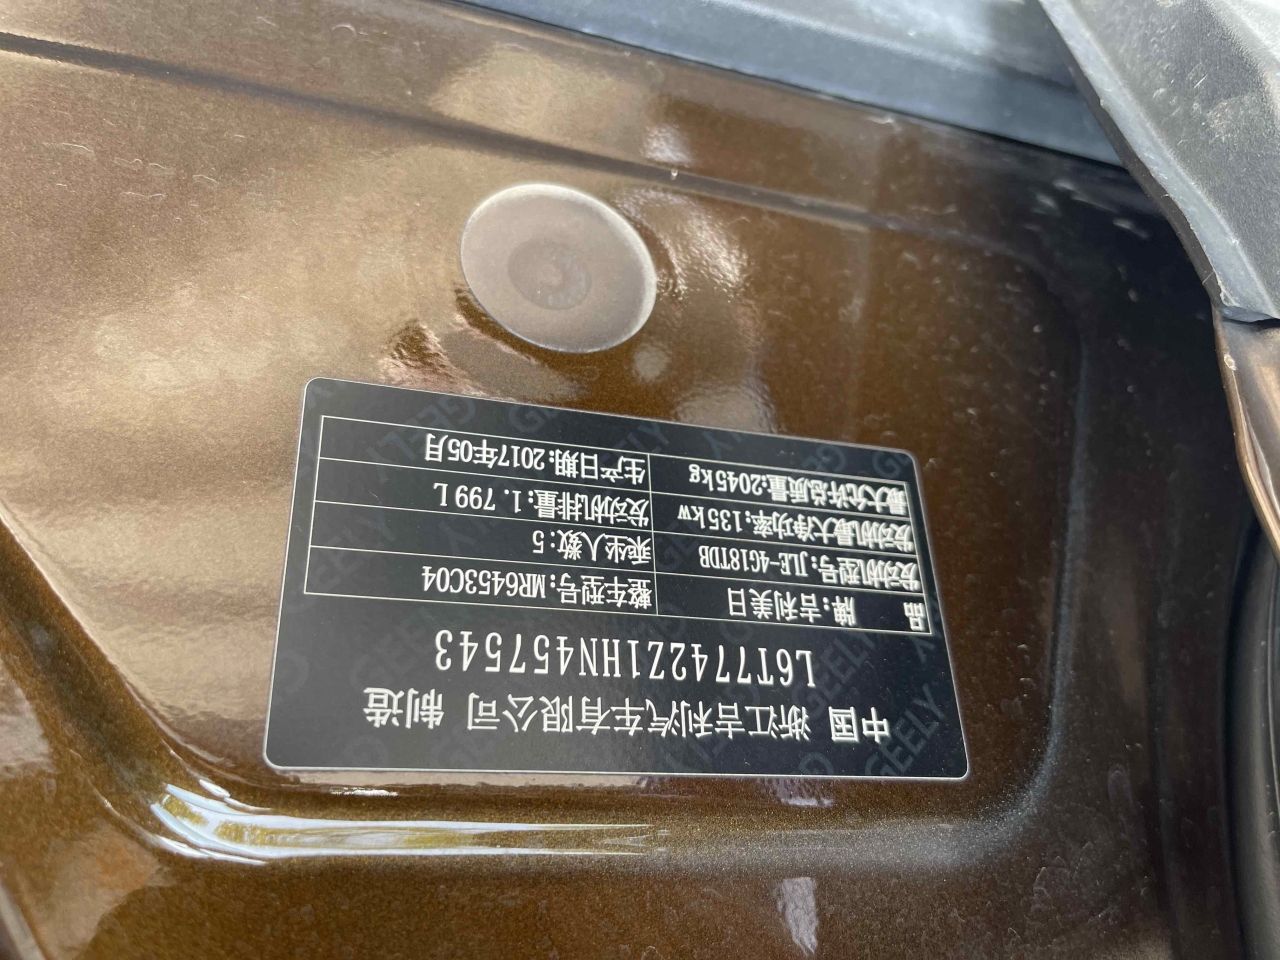 中国 浙江吉利汽车有限公司 制造
L6T7742Z1HN457543
品 牌:吉利美日 整车型号:MR6453C04
发动机型号:JLE-4G18TDB 乘坐人数:5
发动机最大净功率:135kw 发动机排量:1.799L
最大允许总质量:2045kg 生产日期:2017年05月